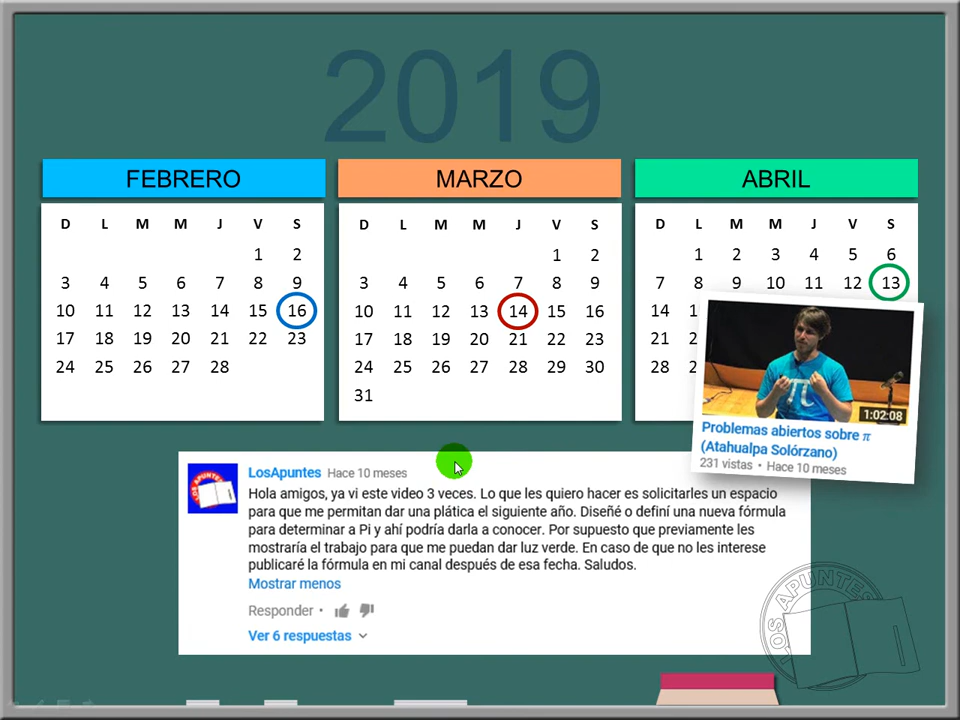 2019
FEBRERO
D L M M J V S
1 2
3 4 5 6 7 8 9
10 11 12 13 14 15 16
17 18 19 20 21 22 23
24 25 26 27 28
MARZO
D L M M J V S
1 2
3 4 5 6 7 8 9
10 11 12 13 14 15 16
17 18 19 20 21 22 23
24 25 26 27 28 29 30
31
ABRIL
D L M M J V S
1 2 3 4 5 6
7 8 9 10 11 12 13
14
21
28
π
1:02:08
Problemas abiertos sobre π
(Atahualpa Solórzano)
231 vistas • Hace 10 meses
LOS APUNTES
LosApuntes Hace 10 meses
Hola amigos, ya vi este video 3 veces. Lo que les quiero hacer es solicitarles un espacio
para que me permitan dar una plática el siguiente año. Diseñé o definí una nueva fórmula
para determinar a Pi y ahí podría darla a conocer. Por supuesto que previamente les
mostraría el trabajo para que me puedan dar luz verde. En caso de que no les interese
publicaré la fórmula en mi canal después de esa fecha. Saludos.
Mostrar menos
Responder •
Ver 6 respuestas
LOS APUNTES